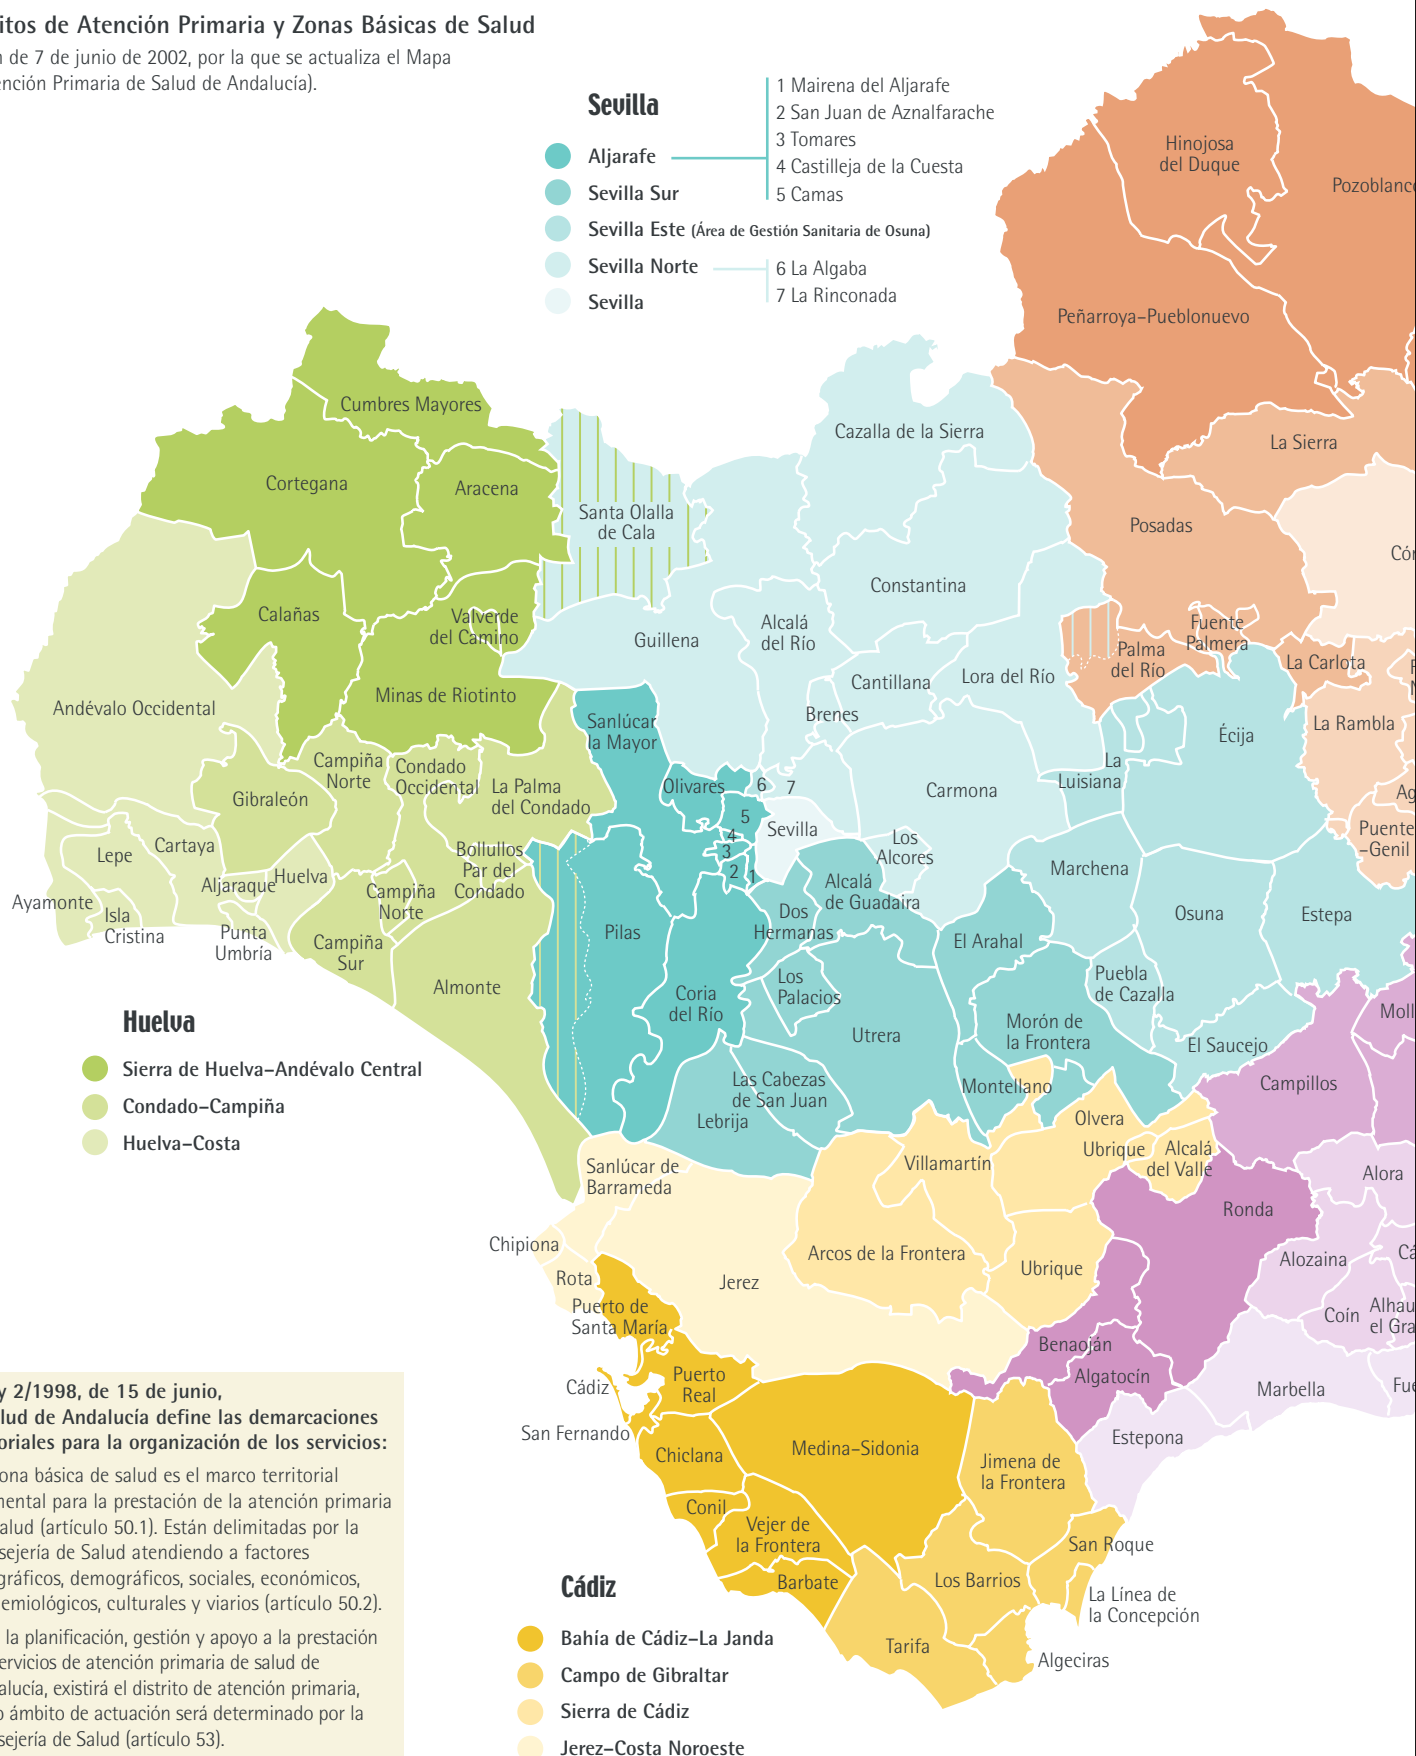 itos de Atención Primaria y Zonas Básicas de Salud
n de 7 de junio de 2002, por la que se actualiza el Mapa
ención Primaria de Salud de Andalucía).
Sevilla
Aljarafe
Sevilla Sur
Sevilla Este (Área de Gestión Sanitaria de Osuna)
Sevilla Norte
Sevilla
1 Mairena del Aljarafe
2 San Juan de Aznalfarache
3 Tomares
4 Castilleja de la Cuesta
5 Camas
6 La Algaba
7 La Rinconada
Hinojosa
del Duque
Pozoblanco
Peñarroya–Pueblonuevo
La Sierra
Posadas
Cór
Fuente
Palmera
Palma
del Río
La Carlota
La Rambla
Ag
Puente
-Genil
Cumbres Mayores
Cortegana
Aracena
Santa Olalla
de Cala
Calañas
Valverde
del Camino
Minas de Riotinto
Andévalo Occidental
Campiña
Norte
Condado
Occidental
La Palma
del Condado
Gibraleón
Lepe
Cartaya
Aljaraque
Huelva
Bollullos
Par del
Condado
Campiña
Norte
Ayamonte
Isla
Cristina
Punta
Umbría
Campiña
Sur
Almonte
Cazalla de la Sierra
Constantina
Guillena
Alcalá
del Río
Cantillana
Lora del Río
Brenes
Sanlúcar
la Mayor
Olivares
6
7
5
4
3
2
1
Sevilla
Carmona
Los
Alcores
La
Luisiana
Écija
Marchena
Osuna
Estepa
Alcalá
de Guadaira
Dos
Hermanas
Pilas
El Arahal
Los
Palacios
Puebla
de Cazalla
Coria
del Río
Utrera
Morón de
la Frontera
El Saucejo
Las Cabezas
de San Juan
Lebrija
Montellano
Moll
Campillos
Huelva
Sierra de Huelva–Andévalo Central
Condado–Campiña
Huelva–Costa
Olvera
Ubrique
Alcalá
del Valle
Villamartín
Sanlúcar de
Barrameda
Alora
Ronda
Chipiona
Arcos de la Frontera
Ubrique
Alozaina
Cá
Rota
Jerez
Puerto de
Santa María
Coín
Alhau
el Gra
Benaoján
Algatocín
Cádiz
Puerto
Real
Marbella
Fue
San Fernando
Chiclana
Medina–Sidonia
Estepona
Jimena de
la Frontera
Conil
Vejer de
la Frontera
San Roque
Barbate
Los Barrios
La Línea de
la Concepción
Tarifa
Algeciras
Cádiz
Bahía de Cádiz–La Janda
Campo de Gibraltar
Sierra de Cádiz
Jerez–Costa Noroeste
y 2/1998, de 15 de junio,
lud de Andalucía define las demarcaciones
oriales para la organización de los servicios:
ona básica de salud es el marco territorial
mental para la prestación de la atención primaria
alud (artículo 50.1). Están delimitadas por la
sejería de Salud atendiendo a factores
gráficos, demográficos, sociales, económicos,
emiológicos, culturales y viarios (artículo 50.2).
la planificación, gestión y apoyo a la prestación
ervicios de atención primaria de salud de
alucía, existirá el distrito de atención primaria,
o ámbito de actuación será determinado por la
sejería de Salud (artículo 53).